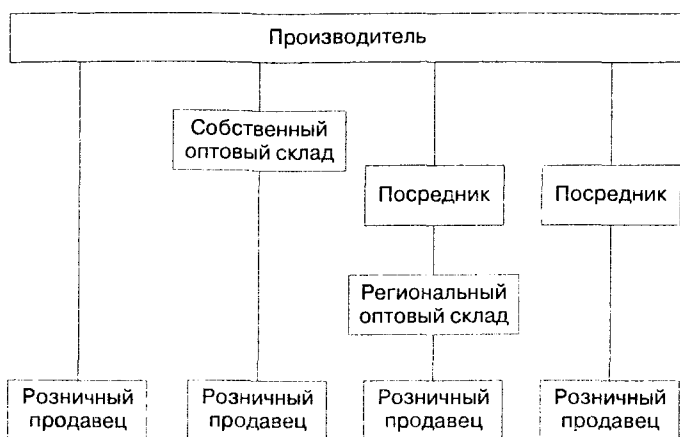 Производитель
Собственный
оптовый склад
Посредник
Посредник
Региональный
оптовый склад
Розничный
продавец
Розничный
продавец
Розничный
продавец
Розничный
продавец